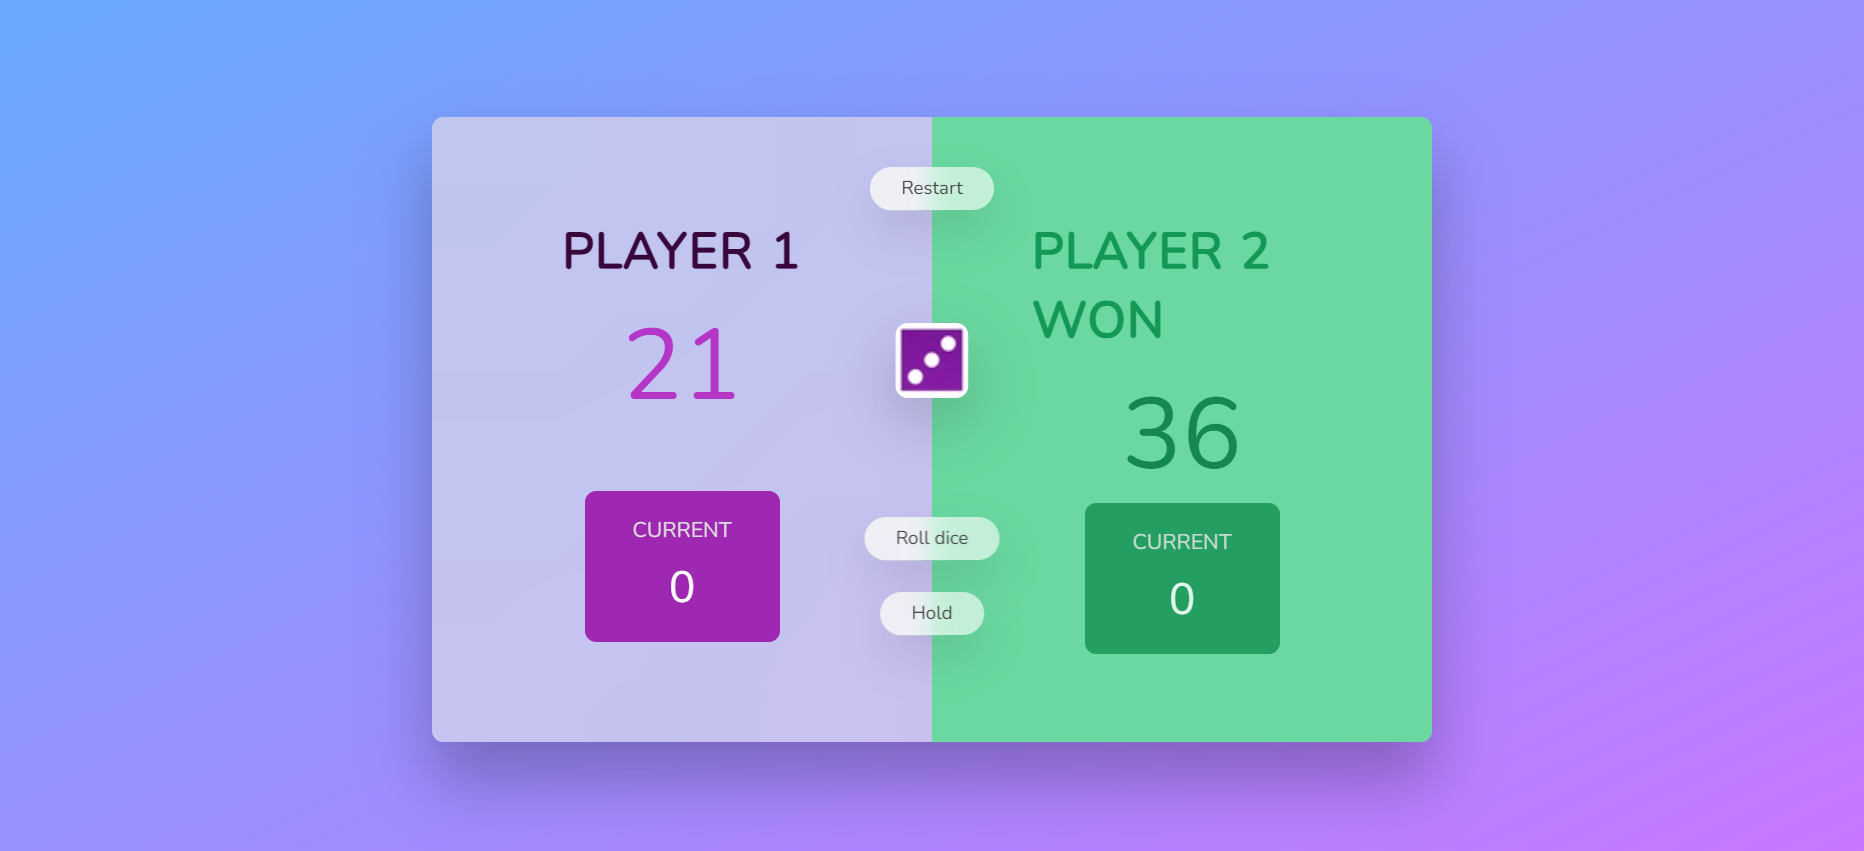 Restart
PLAYER 1
21
CURRENT
0
PLAYER 2
WON
36
CURRENT
0
Roll dice
Hold